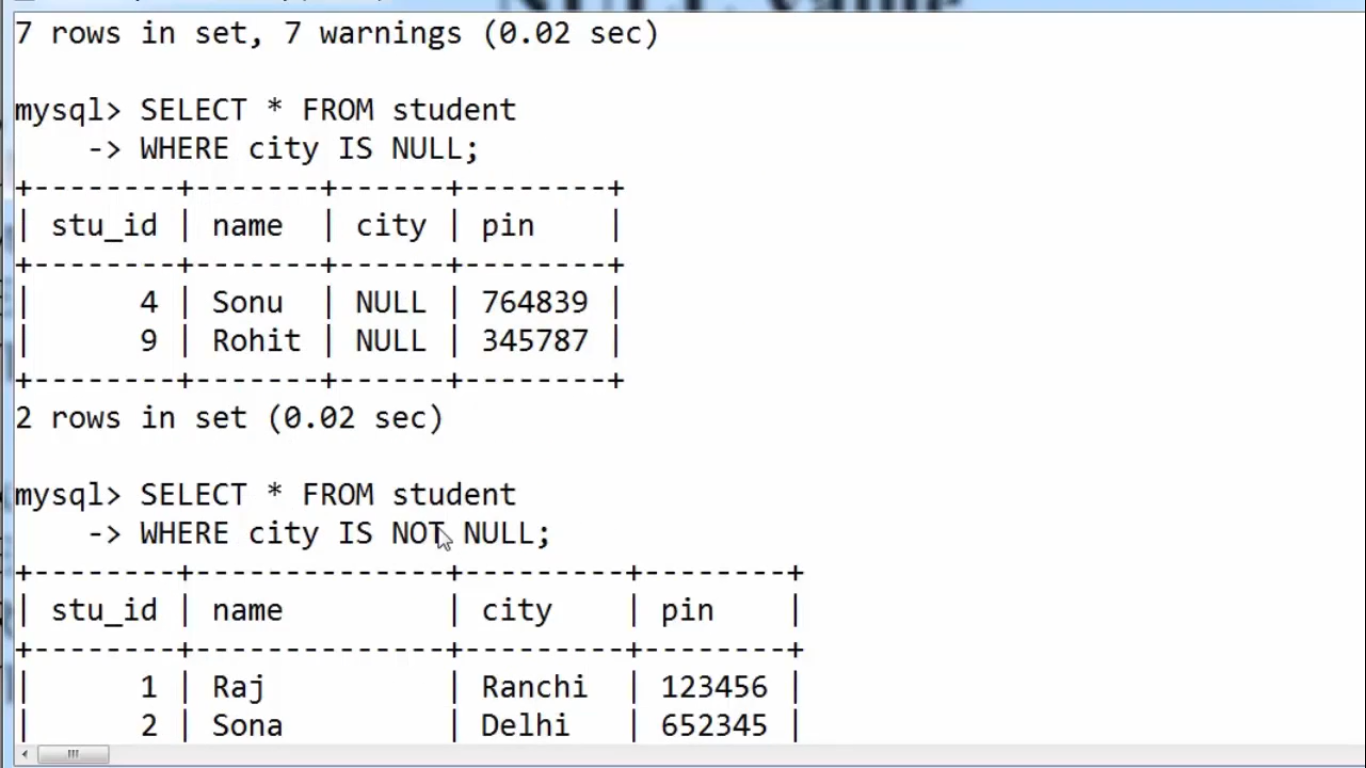 7 rows in set, 7 warnings (0.02 sec)
mysql> SELECT * FROM student
    -> WHERE city IS NULL;
+--------+-------+------+--------+
| stu_id | name  | city | pin    |
+--------+-------+------+--------+
|      4 | Sonu  | NULL | 764839 |
|      9 | Rohit | NULL | 345787 |
+--------+-------+------+--------+
2 rows in set (0.02 sec)
mysql> SELECT * FROM student
    -> WHERE city IS NOT NULL;
+--------+--------------+---------+--------+
| stu_id | name         | city    | pin    |
+--------+--------------+---------+--------+
|      1 | Raj          | Ranchi  | 123456 |
|      2 | Sona         | Delhi   | 652345 |